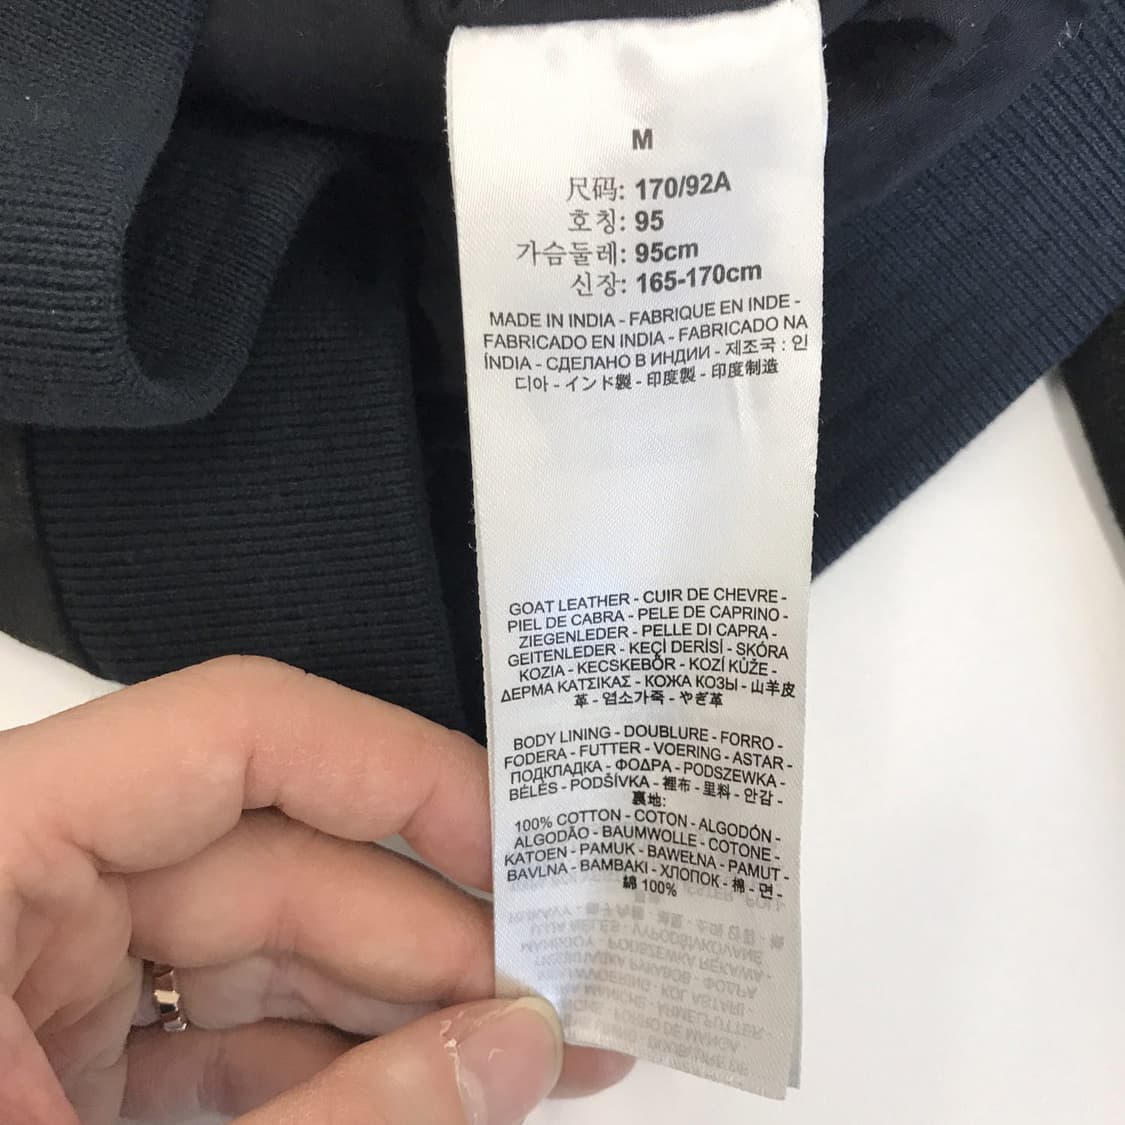 M
尺码: 170/92A
호칭: 95
가슴둘레: 95cm
신장: 165-170cm
MADE IN INDIA - FABRIQUE EN INDE -
FABRICADO EN INDIA - FABRICADO NA
ÍNDIA - СДЕЛАНО В ИНДИИ - 제조국 : 인
디아 - インド製 - 印度製 - 印度制造
GOAT LEATHER - CUIR DE CHEVRE -
PIEL DE CABRA - PELE DE CAPRINO -
ZIEGENLEDER - PELLE DI CAPRA -
GEITENLEDER - KEÇİ DERİSİ - SKÓRA
KOZIA - KECSKEBŐR - KOZÍ KŮŽE -
ΔΕΡΜΑ ΚΑΤΣΙΚΑΣ - КОЖА КОЗЫ - 山羊皮
革 - 염소가죽 - やぎ革
BODY LINING - DOUBLURE - FORRO -
FODERA - FUTTER - VOERING - ASTAR -
ПОДКЛАДКА - ΦΟΔΡΑ - PODSZEWKA -
BÉLÉS - PODŠÍVKA - 裡布 - 里料 - 안감 -
裏地:
100% COTTON - COTON - ALGODÓN -
ALGODÃO - BAUMWOLLE - COTONE -
KATOEN - PAMUK - BAWEŁNA - PAMUT -
BAVLNA - ΒΑΜΒΑΚΙ - ХЛОПОК - 棉 - 면 -
綿 100%